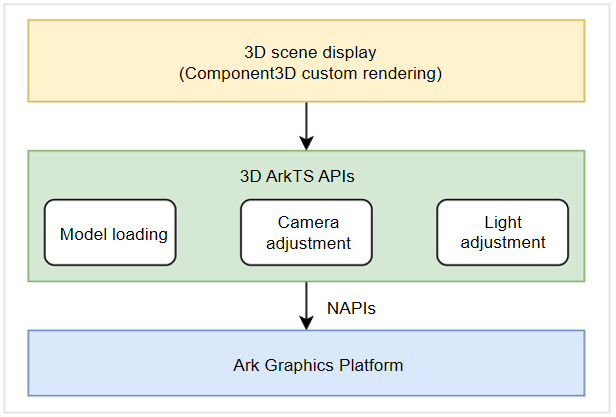 3D scene display
(Component3D custom rendering)
3D ArkTS APIs
Model loading
Camera
adjustment
Light
adjustment
NAPIs
Ark Graphics Platform